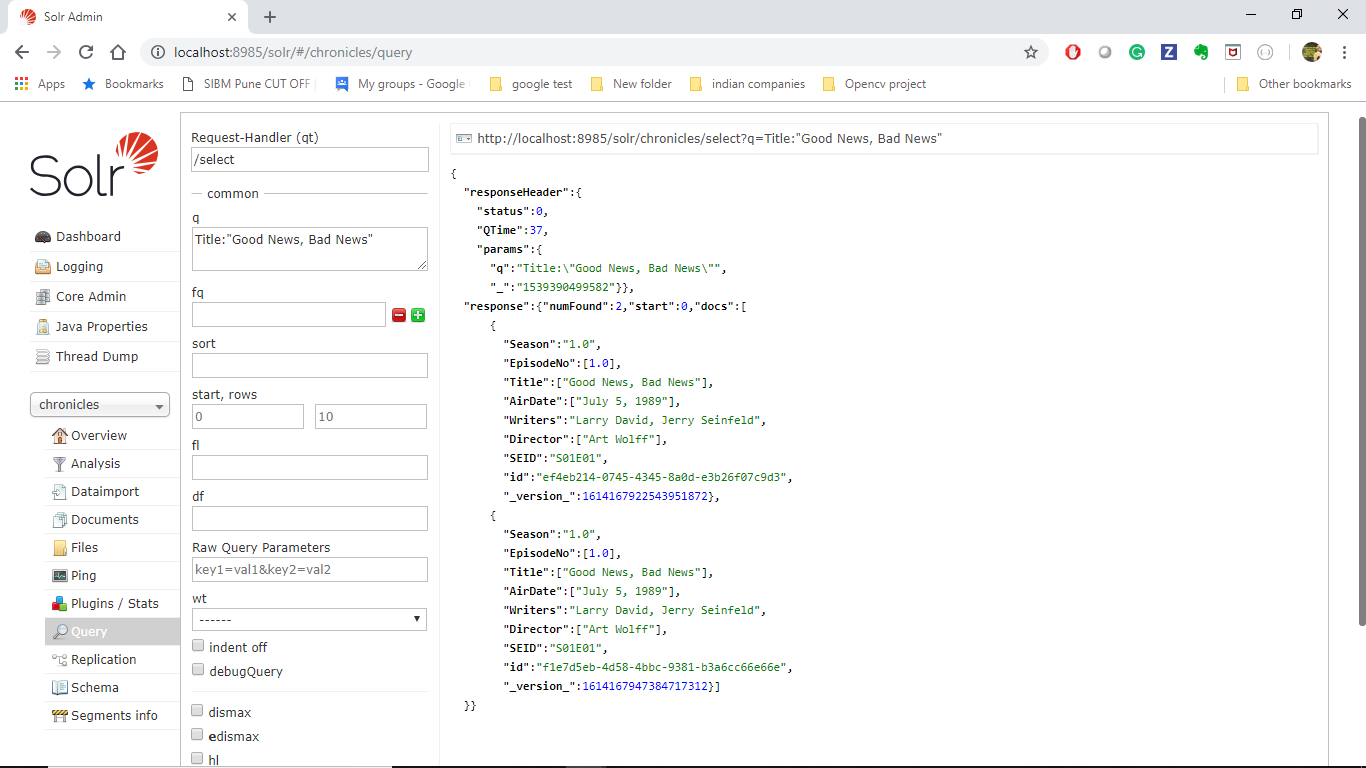 Solr Admin
localhost:8985/solr/#/chronicles/query
Apps Bookmarks SIBM Pune CUT OFF My groups - Google google test New folder indian companies Opencv project Other bookmarks
Solr
Dashboard
Logging
Core Admin
Java Properties
Thread Dump
chronicles
Overview
Analysis
Dataimport
Documents
Files
Ping
Plugins / Stats
Query
Replication
Schema
Segments info
Request-Handler (qt)
/select
common
q
Title:"Good News, Bad News"
fq
sort
start, rows
0 10
fl
df
Raw Query Parameters
key1=val1&key2=val2
wt
------
indent off
debugQuery
dismax
edismax
hl
http://localhost:8985/solr/chronicles/select?q=Title:"Good News, Bad News"
{
"responseHeader":{
"status":0,
"QTime":37,
"params":{
"q":"Title:\"Good News, Bad News\"",
"_":"1539390499582"}},
"response":{"numFound":2,"start":0,"docs":[
{
"Season":"1.0",
"EpisodeNo":[1.0],
"Title":["Good News, Bad News"],
"AirDate":["July 5, 1989"],
"Writers":"Larry David, Jerry Seinfeld",
"Director":["Art Wolff"],
"SEID":"S01E01",
"id":"ef4eb214-0745-4345-8a0d-e3b26f07c9d3",
"_version_":1614167922543951872},
{
"Season":"1.0",
"EpisodeNo":[1.0],
"Title":["Good News, Bad News"],
"AirDate":["July 5, 1989"],
"Writers":"Larry David, Jerry Seinfeld",
"Director":["Art Wolff"],
"SEID":"S01E01",
"id":"f1e7d5eb-4d58-4bbc-9381-b3a6cc66e66e",
"_version_":1614167947384717312}]
}}